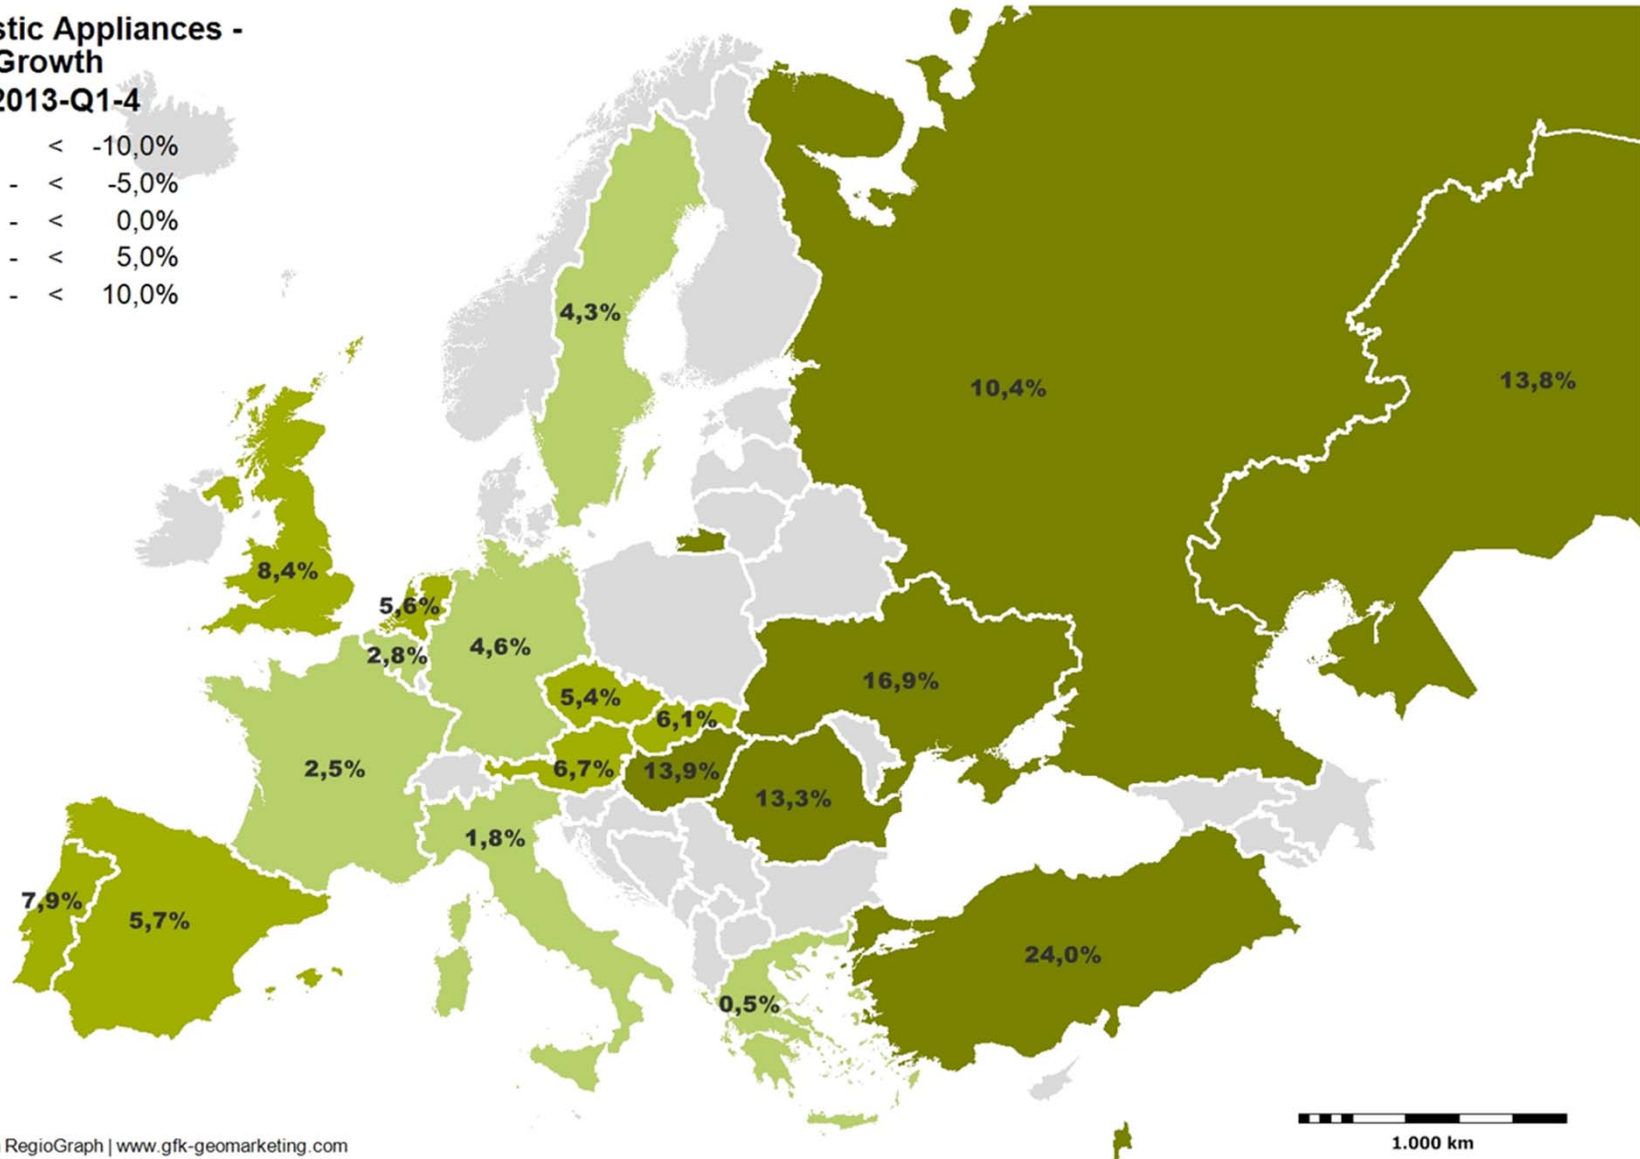 stic Appliances -
Growth
2013-Q1-4
< -10,0%
- < -5,0%
- < 0,0%
- < 5,0%
- < 10,0%
4,3%
10,4%
13,8%
8,4%
5,6%
2,8%
4,6%
5,4%
6,1%
16,9%
2,5%
6,7%
13,9%
13,3%
1,8%
7,9%
5,7%
24,0%
0,5%
RegioGraph | www.gfk-geomarketing.com
1.000 km